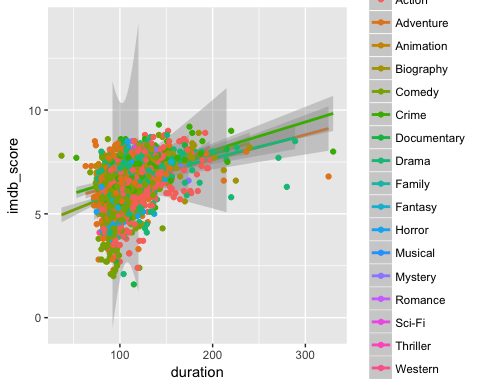 Action
Adventure
Animation
Biography
Comedy
Crime
Documentary
Drama
Family
Fantasy
Horror
Musical
Mystery
Romance
Sci-Fi
Thriller
Western
imdb_score
10
5
0
100 200 300
duration